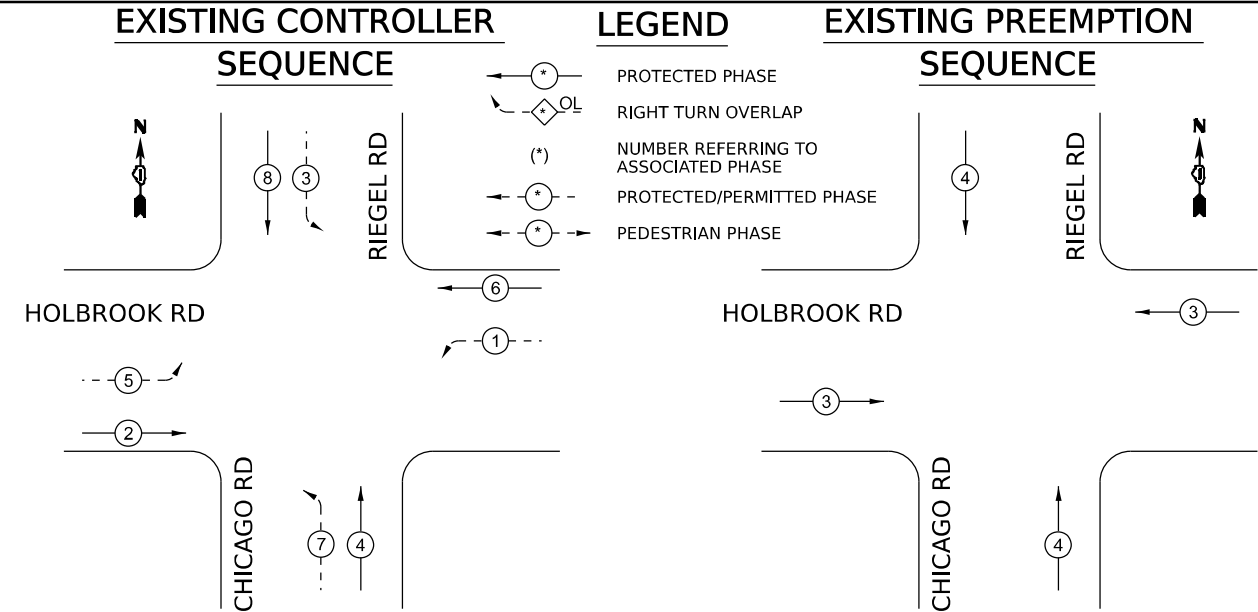 EXISTING CONTROLLER
SEQUENCE
N
8
3
RIEGEL RD
6
1
HOLBROOK RD
5
2
CHICAGO RD
7
4
LEGEND
* PROTECTED PHASE
* OL RIGHT TURN OVERLAP
(*) NUMBER REFERRING TO
ASSOCIATED PHASE
* PROTECTED/PERMITTED PHASE
* PEDESTRIAN PHASE
EXISTING PREEMPTION
SEQUENCE
4
RIEGEL RD
N
HOLBROOK RD
3
3
CHICAGO RD
4